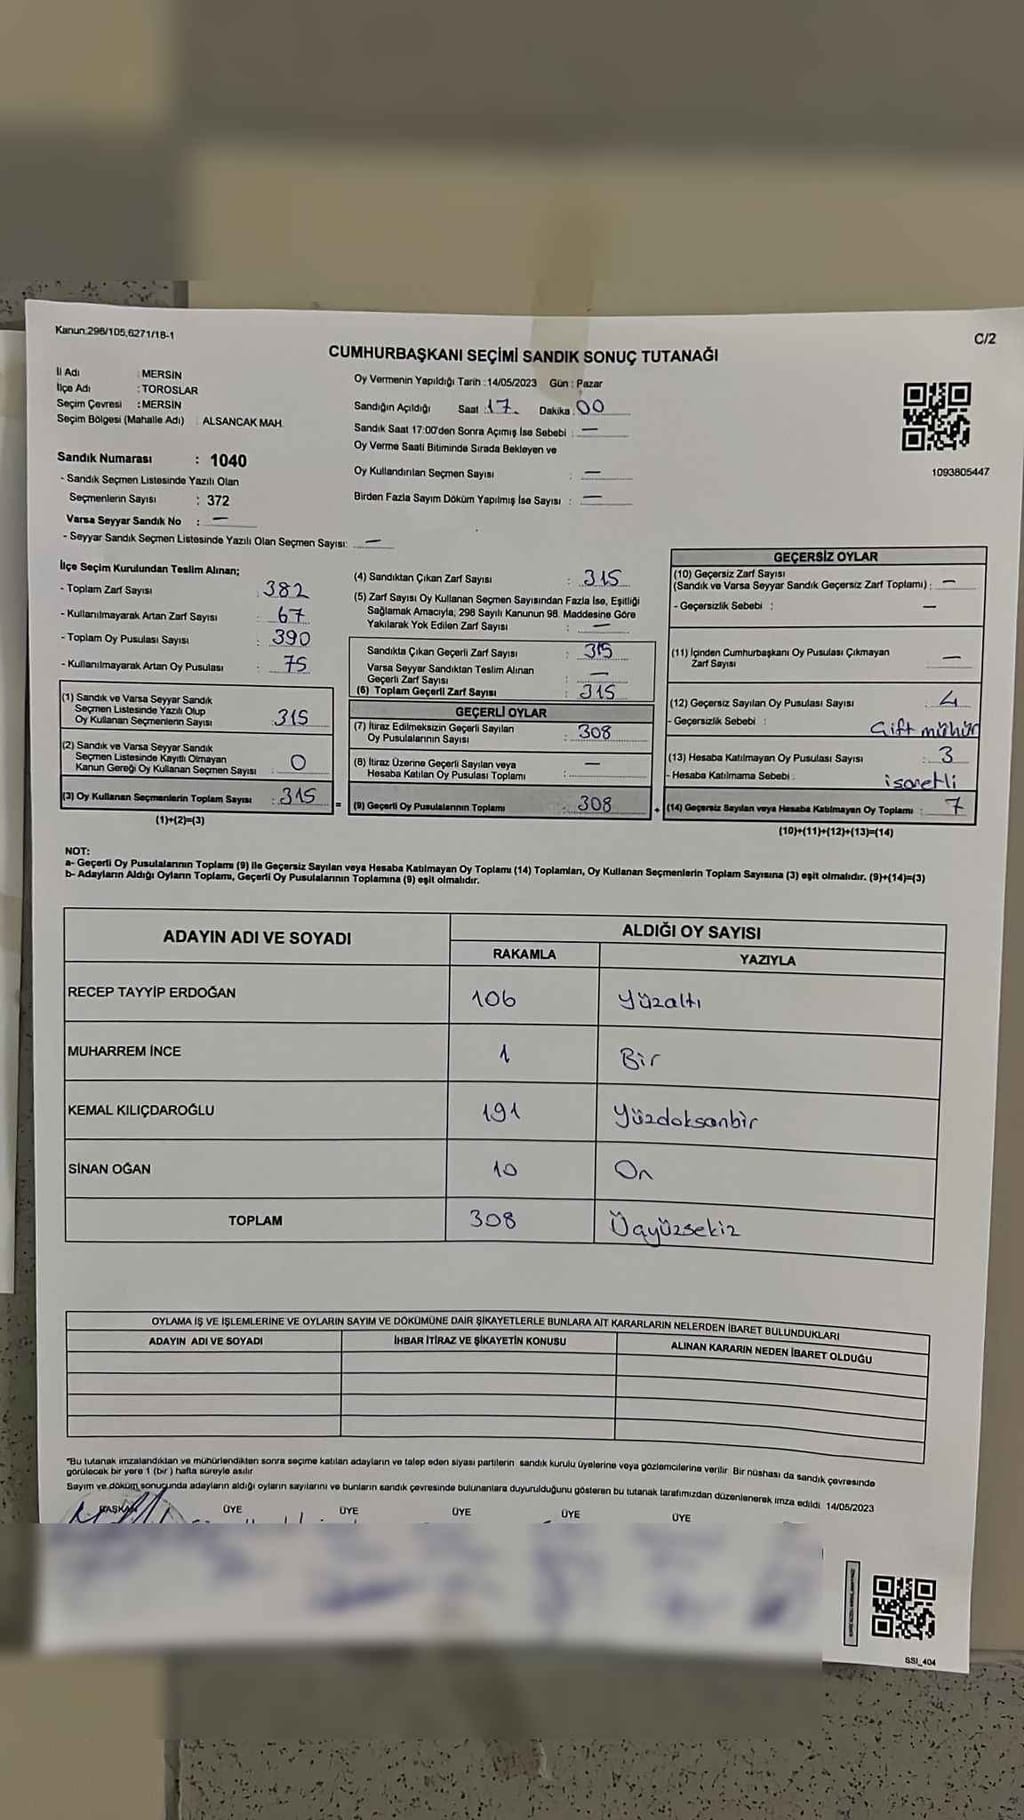 Kanun:298/105,6271/18-1
C/2
CUMHURBAŞKANI SEÇİMİ SANDIK SONUÇ TUTANAĞI
İl Adı : MERSİN
İlçe Adı : TOROSLAR
Seçim Çevresi : MERSİN
Seçim Bölgesi (Mahalle Adı) : ALSANCAK MAH.
Sandık Numarası : 1040
- Sandık Seçmen Listesinde Yazılı Olan
Seçmenlerin Sayısı : 372
Varsa Seyyar Sandık No : —
- Seyyar Sandık Seçmen Listesinde Yazılı Olan Seçmen Sayısı: —
Oy Vermenin Yapıldığı Tarih :14/05/2023 Gün : Pazar
Sandığın Açıldığı Saat :17. Dakika :00
Sandık Saat 17:00'den Sonra Açımış İse Sebebi : —
Oy Verme Saati Bitiminde Sırada Bekleyen ve
Oy Kullandırılan Seçmen Sayısı : —
Birden Fazla Sayım Döküm Yapılmış İse Sayısı : —
1093805447
İlçe Seçim Kurulundan Teslim Alınan;
- Toplam Zarf Sayısı : 382
- Kullanılmayarak Artan Zarf Sayısı : 67
- Toplam Oy Pusulası Sayısı : 390
- Kullanılmayarak Artan Oy Pusulası : 75
(1) Sandık ve Varsa Seyyar Sandık
Seçmen Listesinde Yazılı Olup
Oy Kullanan Seçmenlerin Sayısı : 315
(2) Sandık ve Varsa Seyyar Sandık
Seçmen Listesinde Kayıtlı Olmayan
Kanun Gereği Oy Kullanan Seçmen Sayısı : 0
(3) Oy Kullanan Seçmenlerin Toplam Sayısı : 315
(1)+(2)=(3)
(4) Sandıktan Çıkan Zarf Sayısı : 315
(5) Zarf Sayısı Oy Kullanan Seçmen Sayısından Fazla İse, Eşitliği
Sağlamak Amacıyla, 298 Sayılı Kanunun 98. Maddesine Göre
Yakılarak Yok Edilen Zarf Sayısı : —
Sandıkta Çıkan Geçerli Zarf Sayısı : 315
Varsa Seyyar Sandıktan Teslim Alınan
Geçerli Zarf Sayısı : —
(6) Toplam Geçerli Zarf Sayısı : 315
GEÇERLİ OYLAR
(7) İtiraz Edilmeksizin Geçerli Sayılan
Oy Pusulalarının Sayısı : 308
(8) İtiraz Üzerine Geçerli Sayılan veya
Hesaba Katılan Oy Pusulası Toplamı : —
= (9) Geçerli Oy Pusulalarının Toplamı : 308
GEÇERSİZ OYLAR
(10) Geçersiz Zarf Sayısı
(Sandık ve Varsa Seyyar Sandık Geçersiz Zarf Toplamı) : —
- Geçersizlik Sebebi : —
(11) İçinden Cumhurbaşkanı Oy Pusulası Çıkmayan
Zarf Sayısı : —
(12) Geçersiz Sayılan Oy Pusulası Sayısı : 4
- Geçersizlik Sebebi : Çift mühür
(13) Hesaba Katılmayan Oy Pusulası Sayısı : 3
- Hesaba Katılmama Sebebi : işaretli
+ (14) Geçersiz Sayılan veya Hesaba Katılmayan Oy Toplamı : 7
(10)+(11)+(12)+(13)=(14)
NOT:
a- Geçerli Oy Pusulalarının Toplamı (9) ile Geçersiz Sayılan veya Hesaba Katılmayan Oy Toplamı (14) Toplamları, Oy Kullanan Seçmenlerin Toplam Sayısına (3) eşit olmalıdır. (9)+(14)=(3)
b- Adayların Aldığı Oyların Toplamı, Geçerli Oy Pusulalarının Toplamına (9) eşit olmalıdır.
ADAYIN ADI VE SOYADI
ALDIĞI OY SAYISI
RAKAMLA YAZIYLA
RECEP TAYYİP ERDOĞAN 106 Yüzaltı
MUHARREM İNCE 1 Bir
KEMAL KILIÇDAROĞLU 191 Yüzdoksanbir
SİNAN OĞAN 10 On
TOPLAM 308 Üçyüzsekiz
OYLAMA İŞ VE İŞLEMLERİNE VE OYLARIN SAYIM VE DÖKÜMÜNE DAİR ŞİKAYETLERLE BUNLARA AİT KARARLARIN NELERDEN İBARET BULUNDUKLARI
ADAYIN ADI VE SOYADI İHBAR İTİRAZ VE ŞİKAYETİN KONUSU ALINAN KARARIN NEDEN İBARET OLDUĞU
"Bu tutanak imzalandıktan ve mühürlendikten sonra seçime katılan adayların ve talep eden siyasi partilerin sandık kurulu üyelerine veya gözlemcilerine verilir Bir nüshası da sandık çevresinde
görülecek bir yere 1 (bir) hafta süreyle asılır
Sayım ve döküm sonucunda adayların aldığı oyların sayılarını ve bunların sandık çevresinde bulunanlara duyurulduğunu gösteren bu tutanak tarafımızdan düzenlenerek imza edildi. 14/05/2023
BAŞKAN ÜYE ÜYE ÜYE ÜYE ÜYE
SSI_404